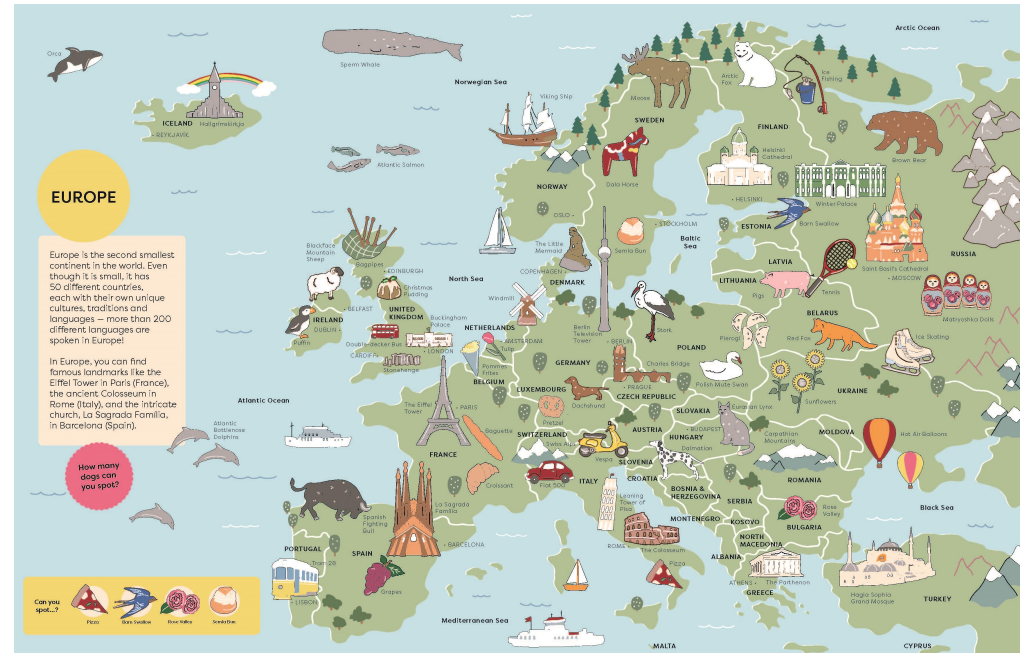 Arctic Ocean
Orca
Sperm Whale
Norwegian Sea
Viking Ship
Moose
Arctic
Fox
Ice
Fishing
SWEDEN
FINLAND
ICELAND
Hallgrimskirkja
• REYKJAVIK
Atlantic Salmon
Helsinki
Cathedral
Brown Bear
EUROPE
NORWAY
Dala Horse
Winter Palace
• HELSINKI
OSLO •
• STOCKHOLM
ESTONIA
Barn Swallow
Europe is the second smallest
continent in the world. Even
though it is small, it has
50 different countries,
each with their own unique
cultures, traditions and
languages – more than 200
different languages are
spoken in Europe!
In Europe, you can find
famous landmarks like the
Eiffel Tower in Paris (France),
the ancient Colosseum in
Rome (Italy), and the intricate
church, La Sagrada Família,
in Barcelona (Spain).
Blackface
Mountain
Sheep
Bagpipes
• EDINBURGH
The Little
Mermaid
Semla Bun
Baltic
Sea
LATVIA
Saint Basil's Cathedral
• MOSCOW
RUSSIA
North Sea
COPENHAGEN •
DENMARK
LITHUANIA
Pigs
Tennis
Christmas
Pudding
Windmill
Matryoshka Dolls
• BELFAST
IRELAND
DUBLIN •
UNITED
KINGDOM
Buckingham
Palace
NETHERLANDS
• AMSTERDAM
Tulip
Berlin
Television
Tower
• BERLIN
Stork
BELARUS
Puffin
Double-decker Bus
• LONDON
CARDIFF •
Stonehenge
Pommes
Frites
BELGIUM
GERMANY
Charles Bridge
POLAND
Pierogi
Red Fox
Ice Skating
LUXEMBOURG
Dachshund
• PRAGUE
CZECH REPUBLIC
Polish Mute Swan
Sunflowers
UKRAINE
Atlantic Ocean
The Eiffel
Tower
• PARIS
Pretzel
SLOVAKIA
Eurasian Lynx
Baguette
SWITZERLAND
Swiss Alps
AUSTRIA
• BUDAPEST
HUNGARY
Dalmatian
Carpathian
Mountains
MOLDOVA
Hot Air Balloons
Atlantic
Bottlenose
Dolphins
FRANCE
Vespa
SLOVENIA
How many
dogs can
you spot?
Croissant
Fiat 500
ITALY
CROATIA
ROMANIA
Leaning
Tower of
Pisa
BOSNIA &
HERZEGOVINA
SERBIA
Spanish
Fighting
Bull
La Sagrada
Família
Rose
Valley
Black Sea
MONTENEGRO
KOSOVO
BULGARIA
PORTUGAL
SPAIN
• BARCELONA
ROME •
The Colosseum
NORTH
MACEDONIA
ALBANIA
Tram 28
Grapes
Pizza
ATHENS •
The Parthenon
GREECE
Hagia Sophia
Grand Mosque
TURKEY
• LISBON
Can you
spot...?
Pizza
Barn Swallow
Rose Valley
Semla Bun
Mediterranean Sea
MALTA
CYPRUS